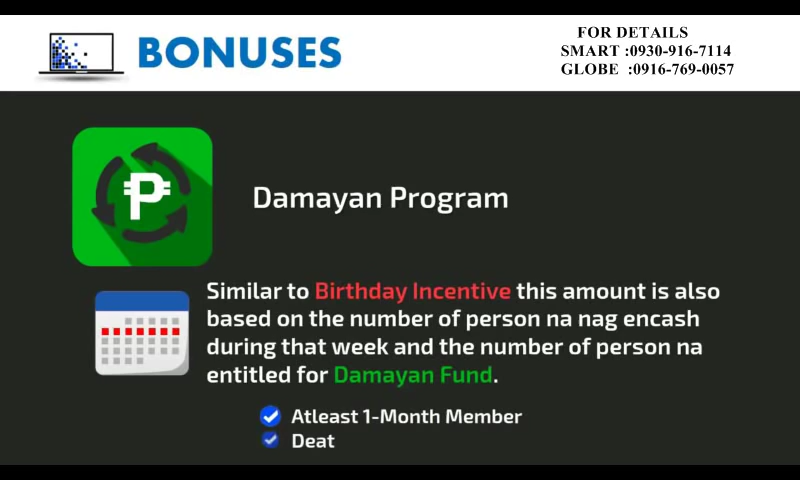 BONUSES
FOR DETAILS
SMART :0930-916-7114
GLOBE :0916-769-0057
Damayan Program
Similar to Birthday Incentive this amount is also
based on the number of person na nag encash
during that week and the number of person na
entitled for Damayan Fund.
Atleast 1-Month Member
Deat